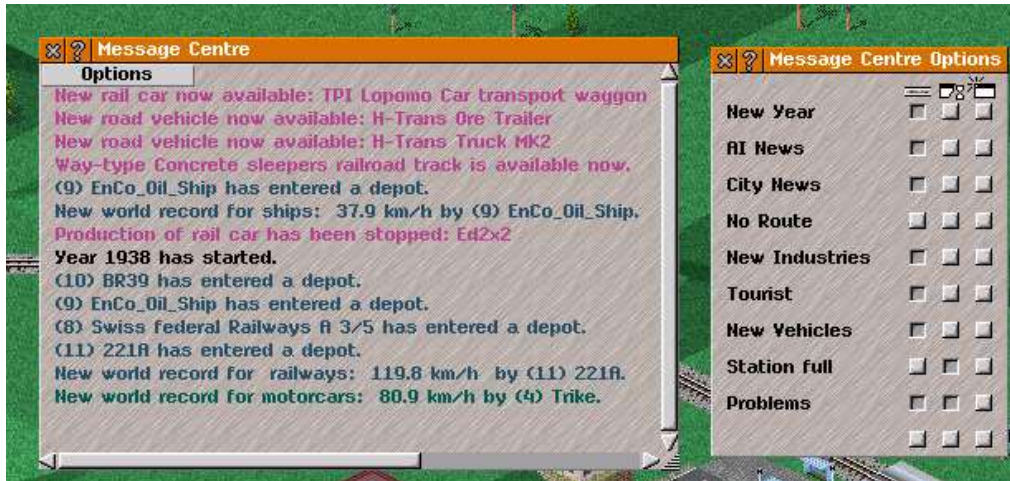 Message Centre
Options
New rail car now available: TPI Lopomo Car transport waggon
New road vehicle now available: H-Trans Ore Trailer
New road vehicle now available: H-Trans Truck MK2
Way-type Concrete sleepers railroad track is available now.
(9) EnCo_Oil_Ship has entered a depot.
New world record for ships: 37.9 km/h by (9) EnCo_Oil_Ship.
Production of rail car has been stopped: Ed2x2
Year 1938 has started.
(10) BR39 has entered a depot.
(9) EnCo_Oil_Ship has entered a depot.
(8) Swiss federal Railways A 3/5 has entered a depot.
(11) 221A has entered a depot.
New world record for railways: 119.8 km/h by (11) 221A.
New world record for motorcars: 80.9 km/h by (4) Trike.
Message Centre Options
New Year
AI News
City News
No Route
New Industries
Tourist
New Vehicles
Station full
Problems